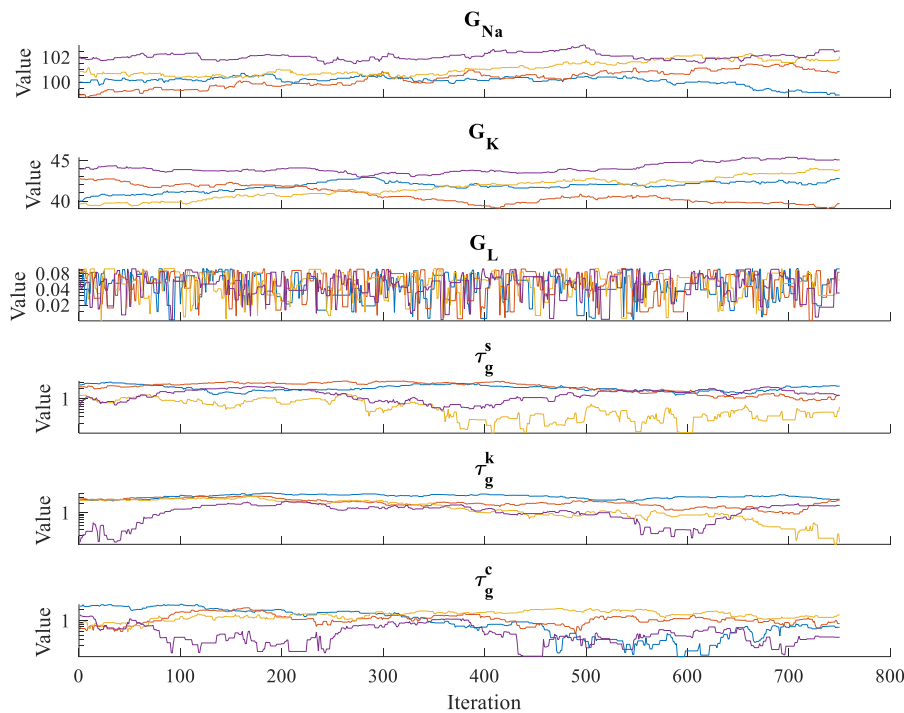 G_Na
Value
102
100
G_K
Value
45
40
G_L
Value
0.08
0.04
0.02
τ_g^s
Value
1
τ_g^k
Value
1
τ_g^c
Value
1
0 100 200 300 400 500 600 700 800
Iteration